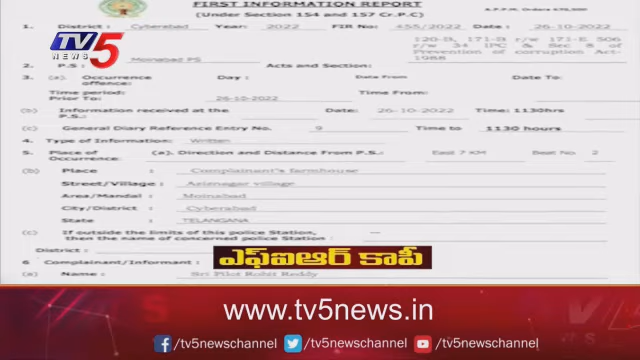 FIRST INFORMATION REPORT
(Under Section 154 and 157 Cr.P.C)
A.P.P.M. Orders
1. District : Cyberabad Year: 2022 FIR No: 455/2022 Date : 26-10-2022
120-B, 171-B r/w 171-E 506 r/w 34 IPC & Sec 8 of Prevention of corruption Act-1988
TV5 NEWS
2. P.S : Moinabad PS Acts and Section:
3. (a). Occurrence offence: Day : Date From Date To:
Time period: Time From:
Prior To: 26-10-2022
(b) Information received at the P.S.: Date: 26-10-2022 Time: 1130hrs
(c) General Diary Reference Entry No. 9 Time to 1130 hours
4. Type of Information: Written
5. Place of Occurrence: (a). Direction and Distance From P.S.: East 7 KM Beat No 2
(b) Place : Complainant's farmhouse
Street/Village : Aziznagar village
Area/Mandal : Moinabad
City/District : Cyberabad
State : TELANGANA
(c) If outside the limits of this police Station, then the name of concerned police Station :
District :
6 Complainant/Informant :
(a) Name : Sri Pilot Rohit Reddy
ఎఫ్ఐఆర్ కాపీ
www.tv5news.in
/tv5newschannel /tv5newschannel /tv5newschannel